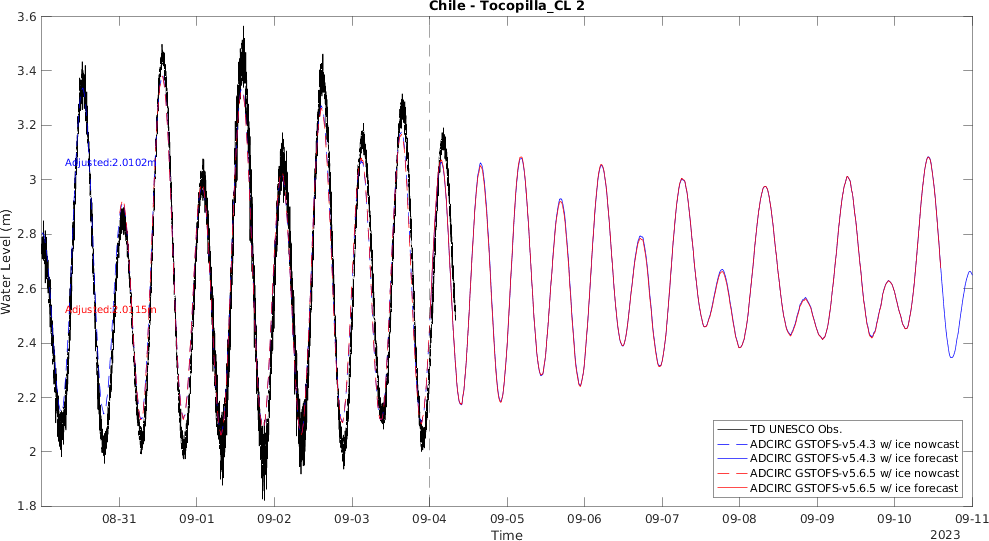 Chile - Tocopilla_CL 2
3.6
3.4
3.2
3
2.8
2.6
2.4
2.2
2
1.8
Water Level (m)
Adjusted:2.0102m
Adjusted:2.0315m
TD UNESCO Obs.
ADCIRC GSTOFS-v5.4.3 w/ ice nowcast
ADCIRC GSTOFS-v5.4.3 w/ ice forecast
ADCIRC GSTOFS-v5.6.5 w/ ice nowcast
ADCIRC GSTOFS-v5.6.5 w/ ice forecast
08-31 09-01 09-02 09-03 09-04 09-05 09-06 09-07 09-08 09-09 09-10 09-11
Time
2023